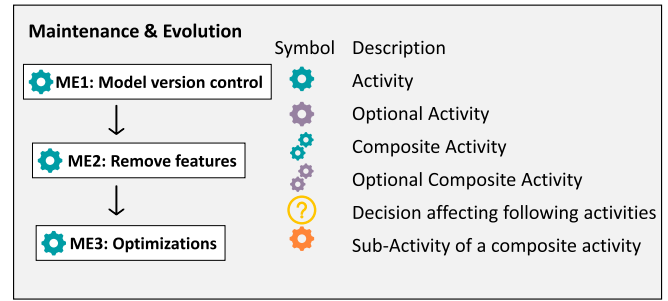 Maintenance & Evolution
ME1: Model version control
ME2: Remove features
ME3: Optimizations
Symbol Description
Activity
Optional Activity
Composite Activity
Optional Composite Activity
? Decision affecting following activities
Sub-Activity of a composite activity